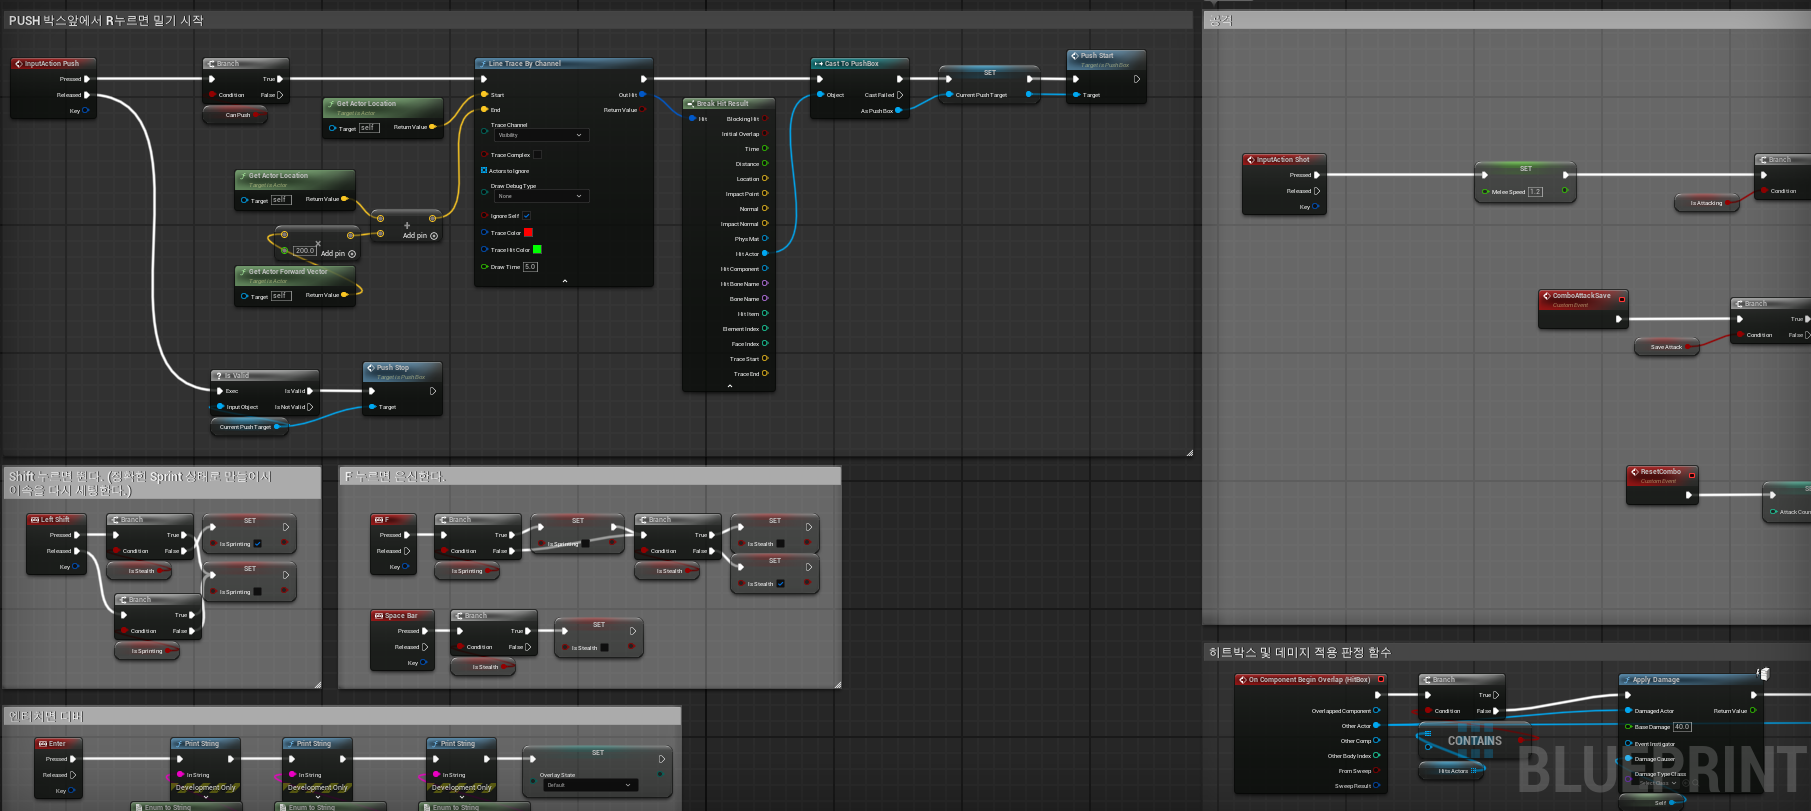 PUSH 박스앞에서 R누르면 밀기 시작
InputAction Push
Pressed
Released
Key
Branch
True
Condition
False
Can Push
Get Actor Location
Target is Actor
Target
self
Return Value
Get Actor Location
Target is Actor
Target
self
Return Value
200.0
Add pin
Add pin
Get Actor Forward Vector
Target is Actor
Target
self
Return Value
Line Trace By Channel
Start
Out Hit
End
Return Value
Trace Channel
Visibility
Trace Complex
Actors to Ignore
Draw Debug Type
None
Ignore Self
Trace Color
Trace Hit Color
Draw Time
5.0
Break Hit Result
Hit
Blocking Hit
Initial Overlap
Time
Distance
Location
Impact Point
Normal
Impact Normal
Phys Mat
Hit Actor
Hit Component
Hit Bone Name
Bone Name
Hit Item
Element Index
Face Index
Trace Start
Trace End
Cast To PushBox
Object
Cast Failed
As Push Box
SET
Current Push Target
Push Start
Target is Push Box
Target
Is Valid
Exec
Is Valid
Input Object
Is Not Valid
Current Push Target
Push Stop
Target is Push Box
Target
공격
InputAction Shot
Pressed
Released
Key
SET
Melee Speed
1.2
Branch
Condition
Is Attacking
ComboAttackSave
Custom Event
Branch
True
Condition
False
Save Attack
ResetCombo
Custom Event
Attack Coun
Shift 누르면 뛴다. (정확한 Sprint 상태로 만들어서
이속을 다시 세팅한다.)
Left Shift
Pressed
Released
Key
Branch
True
Condition
False
Is Stealth
SET
Is Sprinting
SET
Is Sprinting
Branch
True
Condition
False
Is Sprinting
F 누르면 은신한다.
F
Pressed
Released
Key
Branch
True
Condition
False
Is Sprinting
SET
Is Sprinting
Branch
True
Condition
False
Is Stealth
SET
Is Stealth
SET
Is Stealth
Space Bar
Pressed
Released
Key
Branch
True
Condition
False
Is Stealth
SET
Is Stealth
엔터치면 디버
Enter
Pressed
Released
Key
Print String
In String
Development Only
Print String
In String
Development Only
Print String
In String
Development Only
Enum to String
Enum to String
Enum to String
SET
Overlay State
Default
히트박스 및 데미지 적용 판정 함수
On Component Begin Overlap (HitBox)
Overlapped Component
Other Actor
Other Comp
Other Body Index
From Sweep
Sweep Result
Branch
True
Condition
False
CONTAINS
Hits Actors
Apply Damage
Damaged Actor
Return Value
Base Damage
40.0
Event Instigator
Damage Causer
Damage Type Class
Select Class
Self
BLUEPRINT